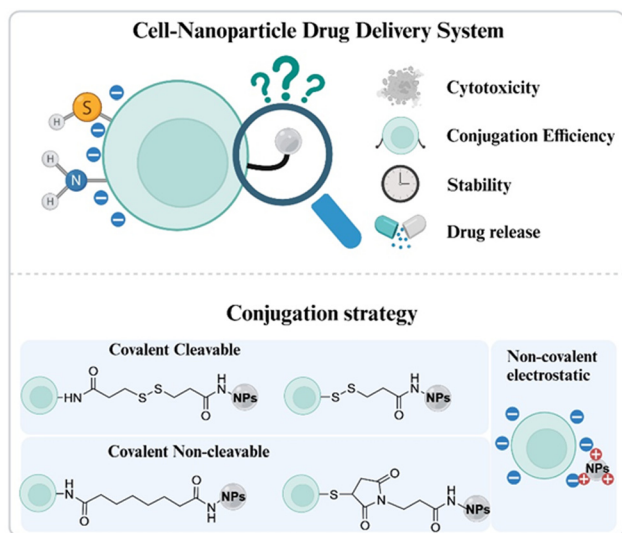 Cell-Nanoparticle Drug Delivery System
???
Cytotoxicity
Conjugation Efficiency
Stability
Drug release
S
H
H
N
H
Conjugation strategy
Covalent Cleavable
HN O S S O H N NPs
S S O H N NPs
Covalent Non-cleavable
H N O O N H NPs
S O N O O H N NPs
Non-covalent
electrostatic
NPs